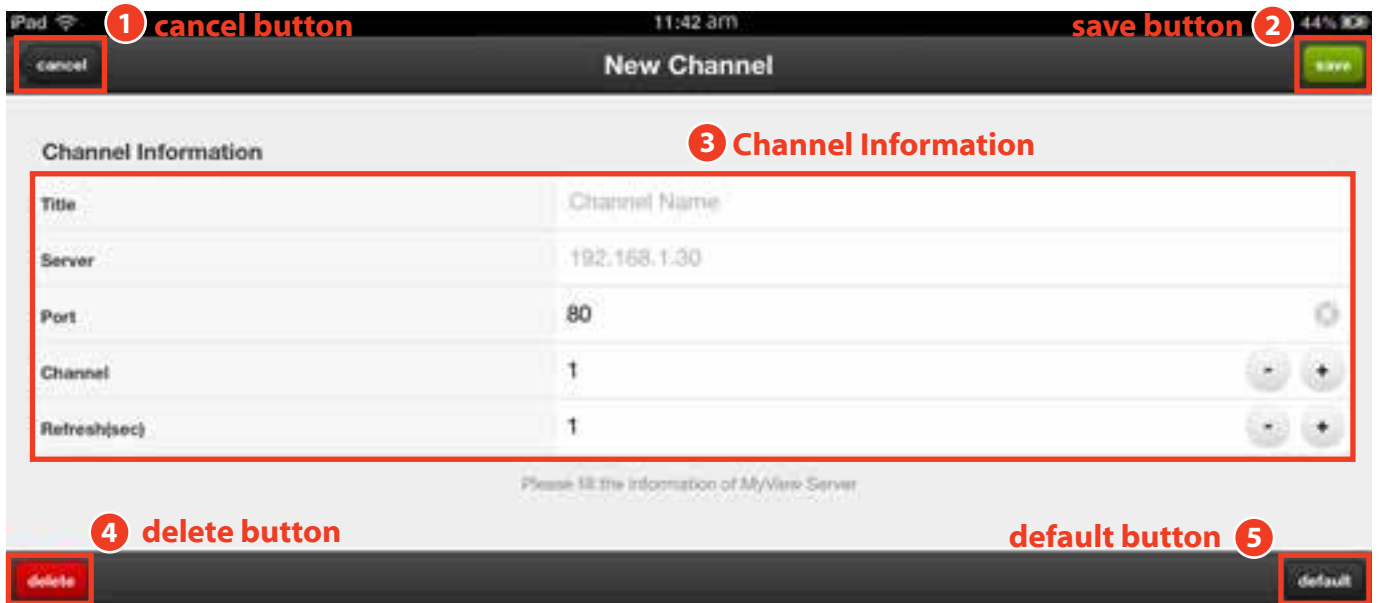 iPad 11:42 am 44%
1 cancel button
save button 2
cancel New Channel save
3 Channel Information
Channel Information
Title Channel Name
Server 192.168.1.30
Port 80
Channel 1 - +
Refresh(sec) 1 - +
Please fill the information of MyView Server
4 delete button
default button 5
delete default